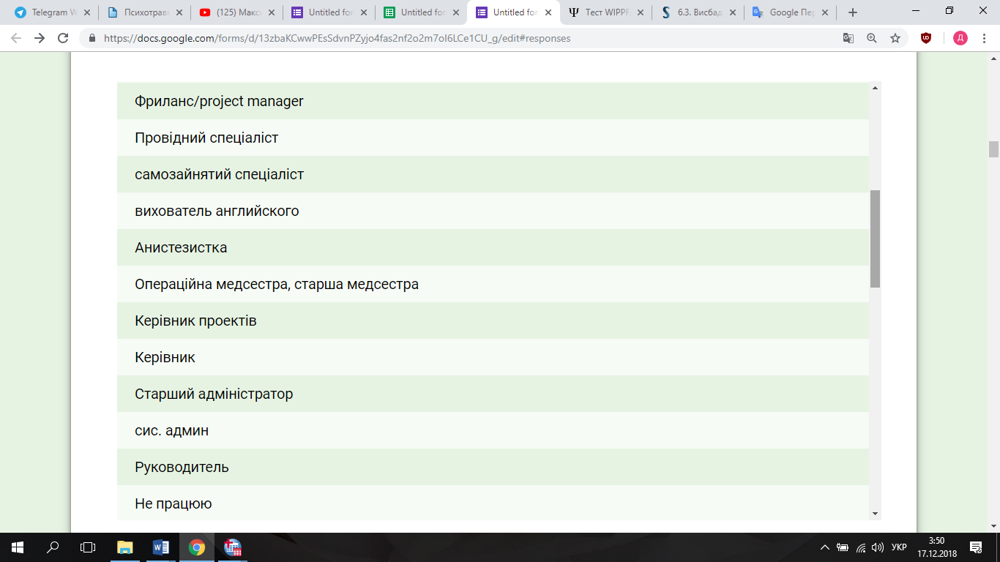 Telegram W
Психотрав
(125) Макс
Untitled for
Untitled for
Untitled for
Тест WIPPF
6.3. Висбад
Google Пер
https://docs.google.com/forms/d/13zbaKCwwPEsSdvnPZyjo4fas2nf2o2m7oI6LCe1CU_g/edit#responses
Д
Фриланс/project manager
Провідний спеціаліст
самозайнятий спеціаліст
вихователь английского
Анистезистка
Операційна медсестра, старша медсестра
Керівник проектів
Керівник
Старший адміністратор
сис. админ
Руководитель
Не працюю
УКР
3:50
17.12.2018